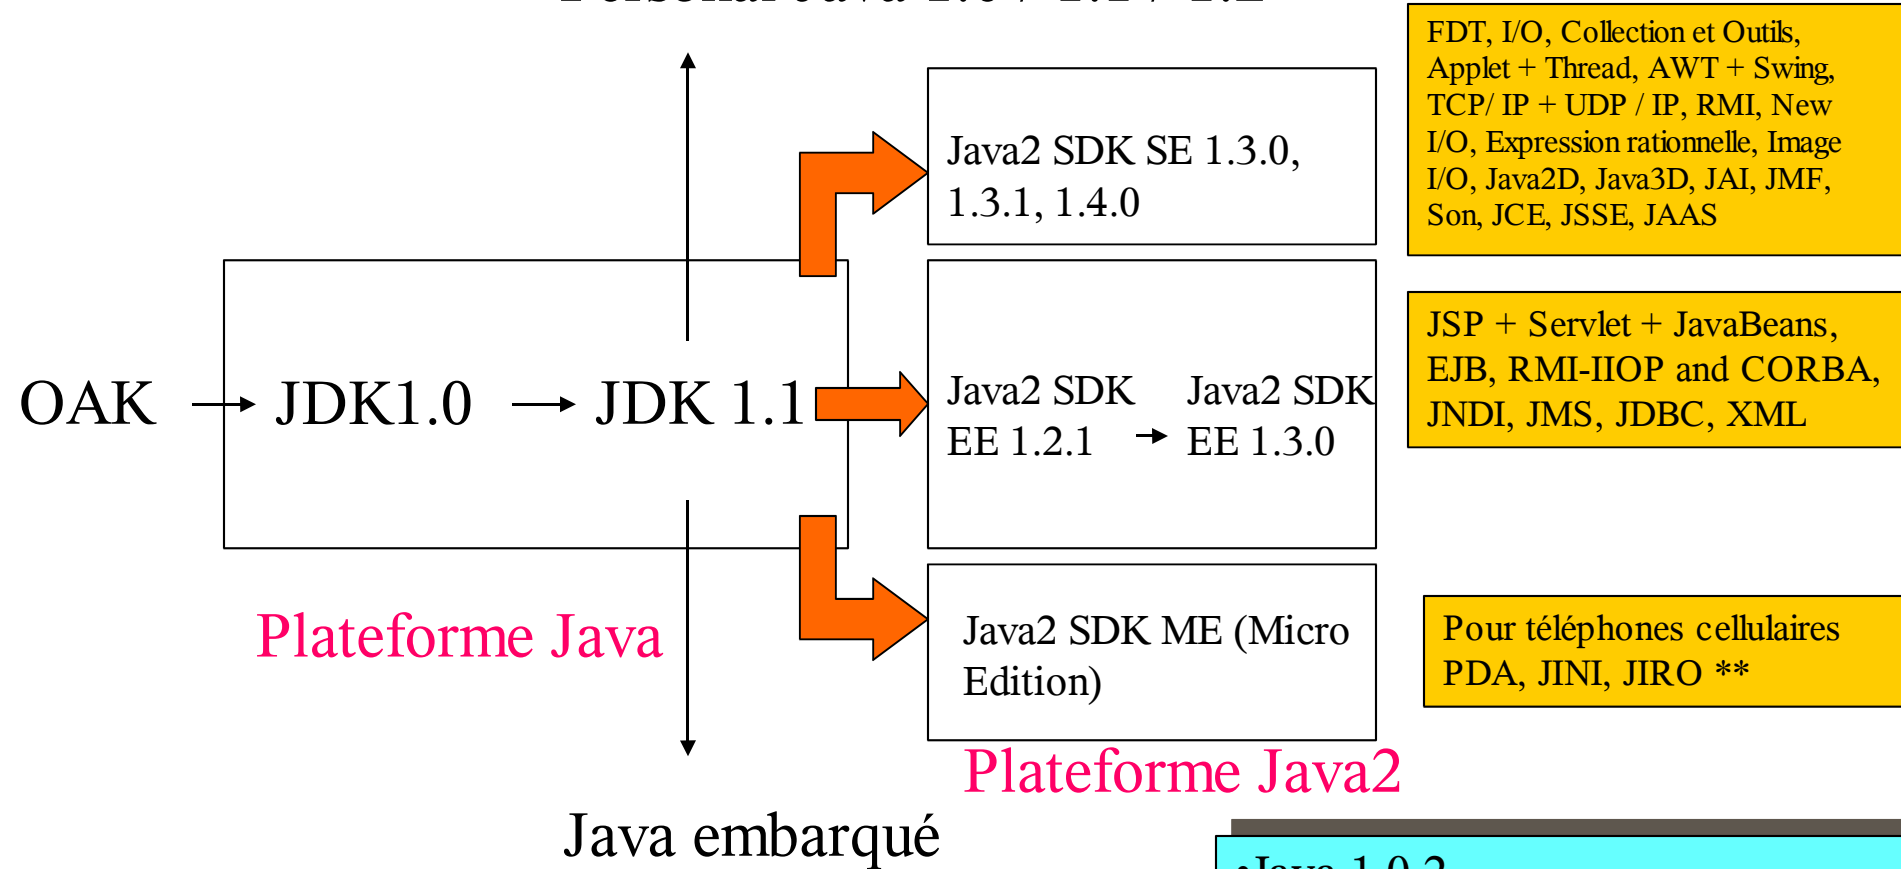 FDT, I/O, Collection et Outils,
Applet + Thread, AWT + Swing,
TCP/ IP + UDP / IP, RMI, New
I/O, Expression rationnelle, Image
I/O, Java2D, Java3D, JAI, JMF,
Son, JCE, JSSE, JAAS
Java2 SDK SE 1.3.0,
1.3.1, 1.4.0
JSP + Servlet + JavaBeans,
EJB, RMI-IIOP and CORBA,
JNDI, JMS, JDBC, XML
OAK
JDK1.0
JDK 1.1
Java2 SDK
EE 1.2.1
Java2 SDK
EE 1.3.0
Plateforme Java
Java2 SDK ME (Micro
Edition)
Pour téléphones cellulaires
PDA, JINI, JIRO **
Plateforme Java2
Java embarqué
•Java 1.0.2